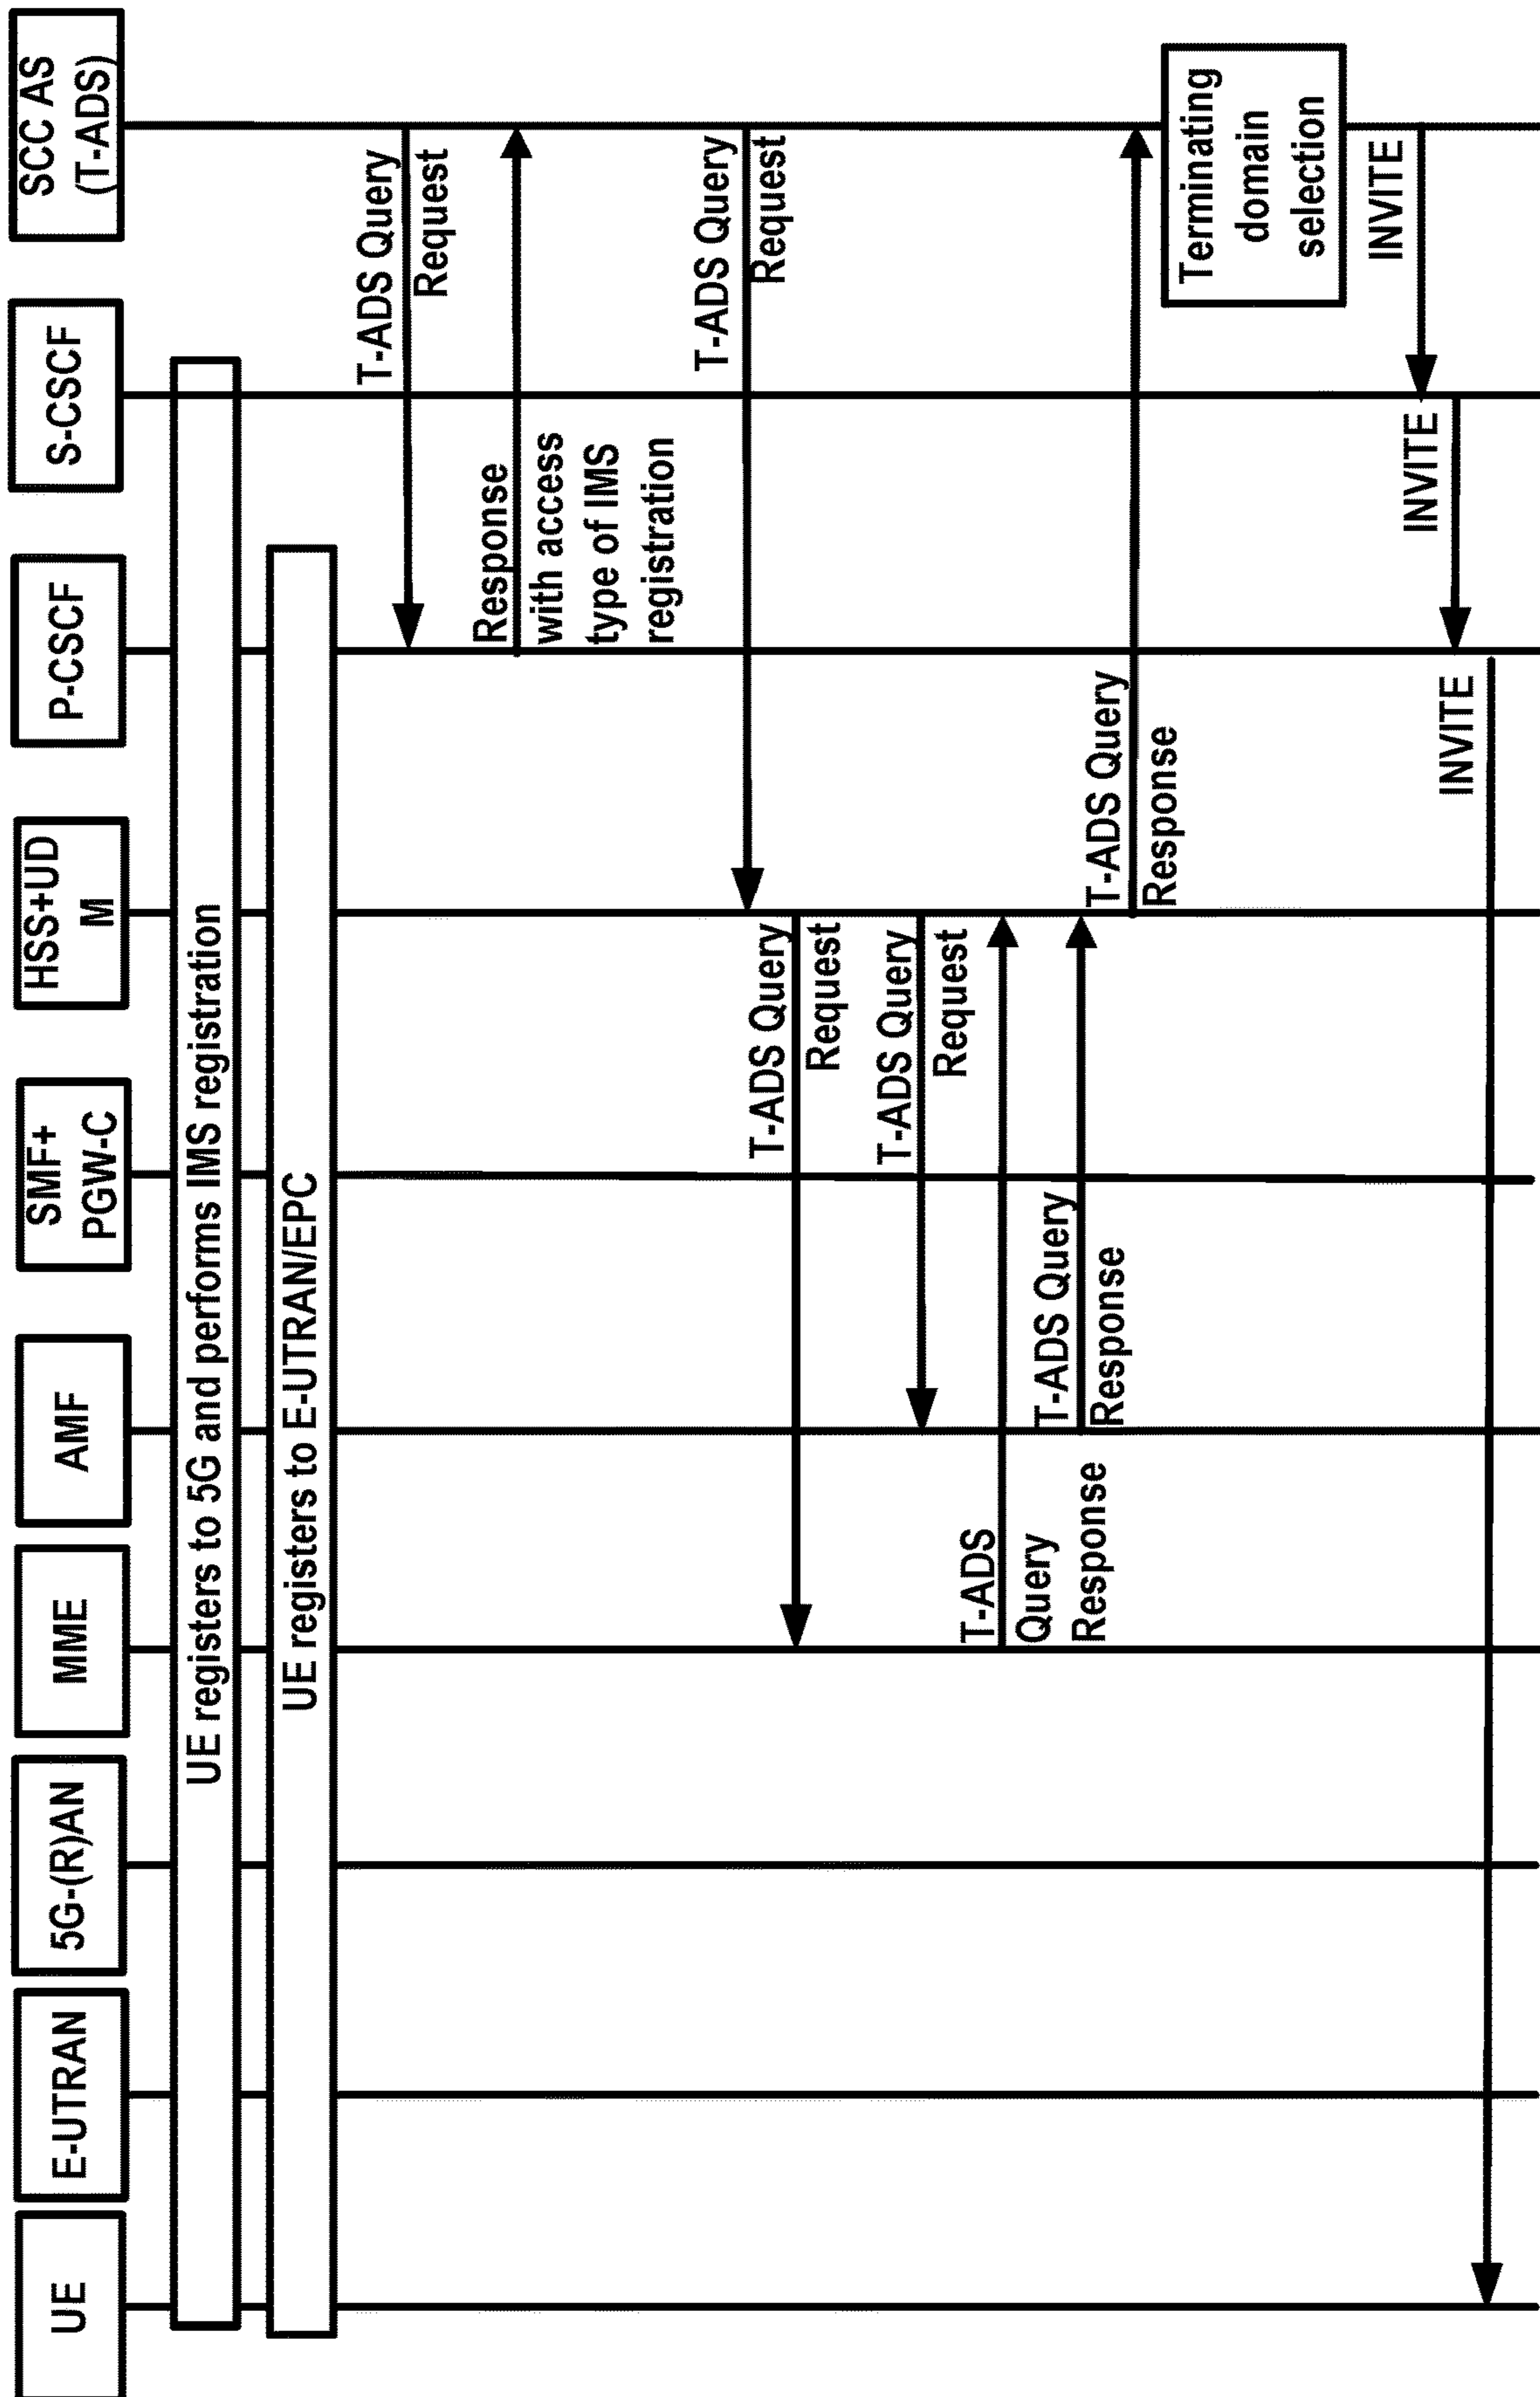 UE
E-UTRAN
5G-(R)AN
MME
AMF
SMF+
PGW-C
HSS+UD
M
P-CSCF
S-CSCF
SCC AS
(T-ADS)
UE registers to 5G and performs IMS registration
UE registers to E-UTRAN/EPC
T-ADS Query
Request
Response
with access
type of IMS
registration
T-ADS Query
Request
T-ADS Query
Request
T-ADS Query
Request
T-ADS
Query
Response
T-ADS Query
Response
T-ADS Query
Response
Terminating
domain
selection
INVITE
INVITE
INVITE